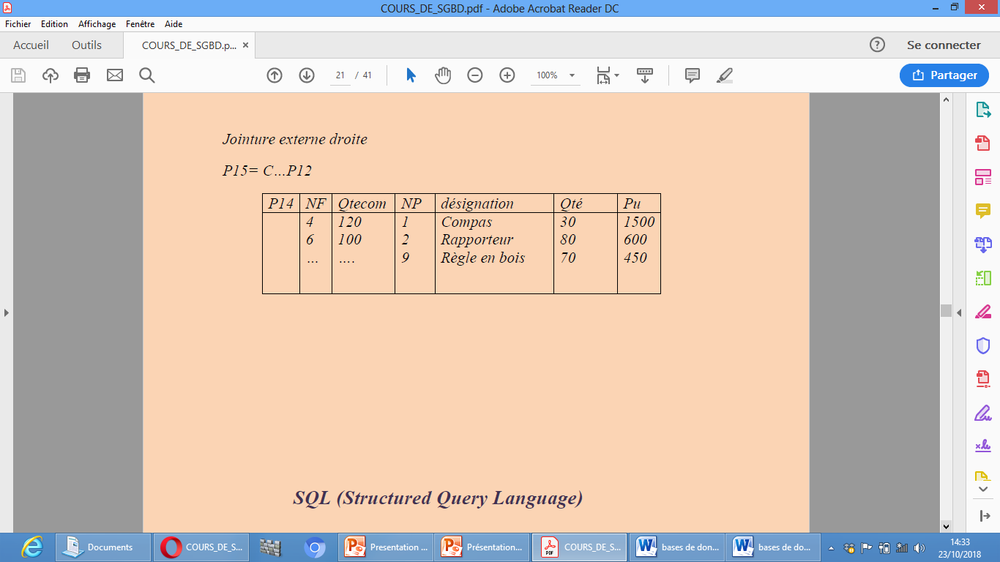 COURS_DE_SGBD.pdf - Adobe Acrobat Reader DC
Fichier Edition Affichage Fenêtre Aide
Accueil Outils COURS_DE_SGBD.p... × Se connecter
21 / 41 100% Partager
Jointure externe droite
P15= C…P12
P14 NF Qtecom NP désignation Qté Pu
4 120 1 Compas 30 1500
6 100 2 Rapporteur 80 600
… …. 9 Règle en bois 70 450
SQL (Structured Query Language)
Documents COURS_DE_S... Presentation ... Présentation... COURS_DE_S... bases de don... bases de do... 14:33
23/10/2018